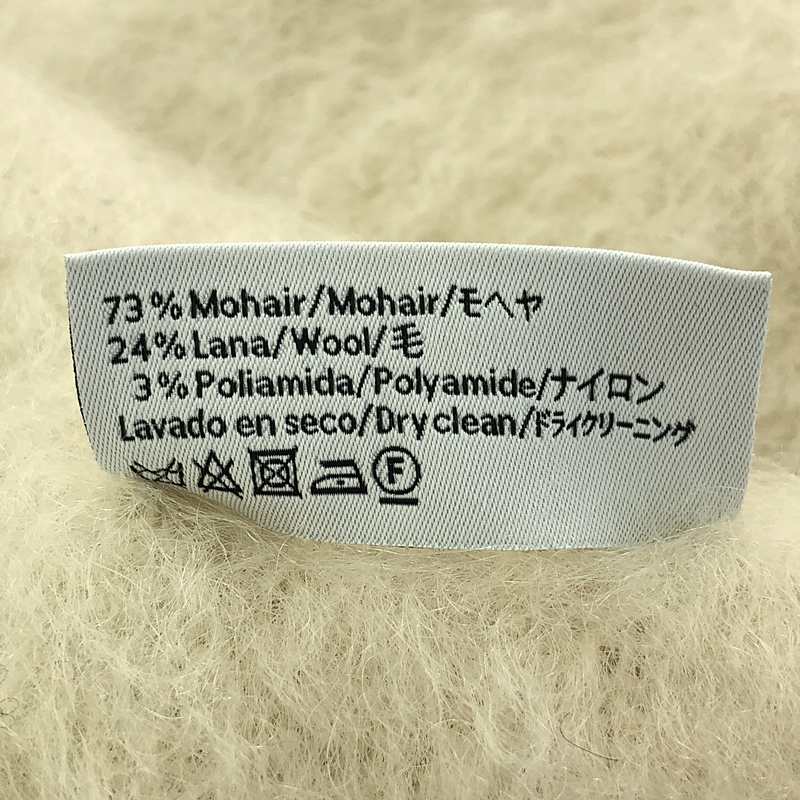 73% Mohair/Mohair/モヘヤ
24% Lana/Wool/毛
3% Poliamida/Polyamide/ナイロン
Lavado en seco/Dry clean/ドライクリーニング
F